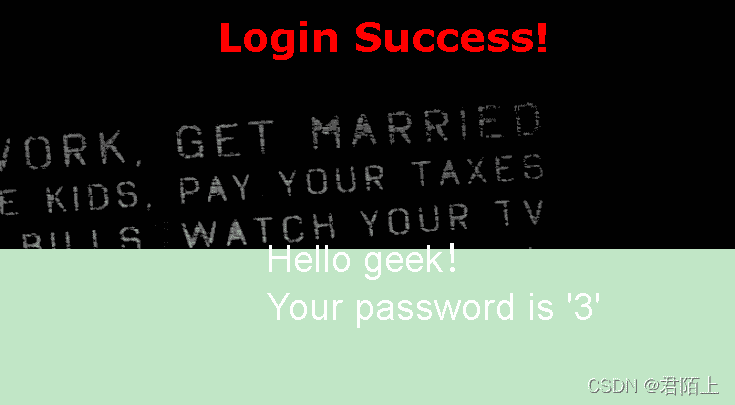 Login Success!
WORK, GET MARRIED
E KIDS, PAY YOUR TAXES
BILLS, WATCH YOUR TV
Hello geek！
Your password is '3'
CSDN @君陌上